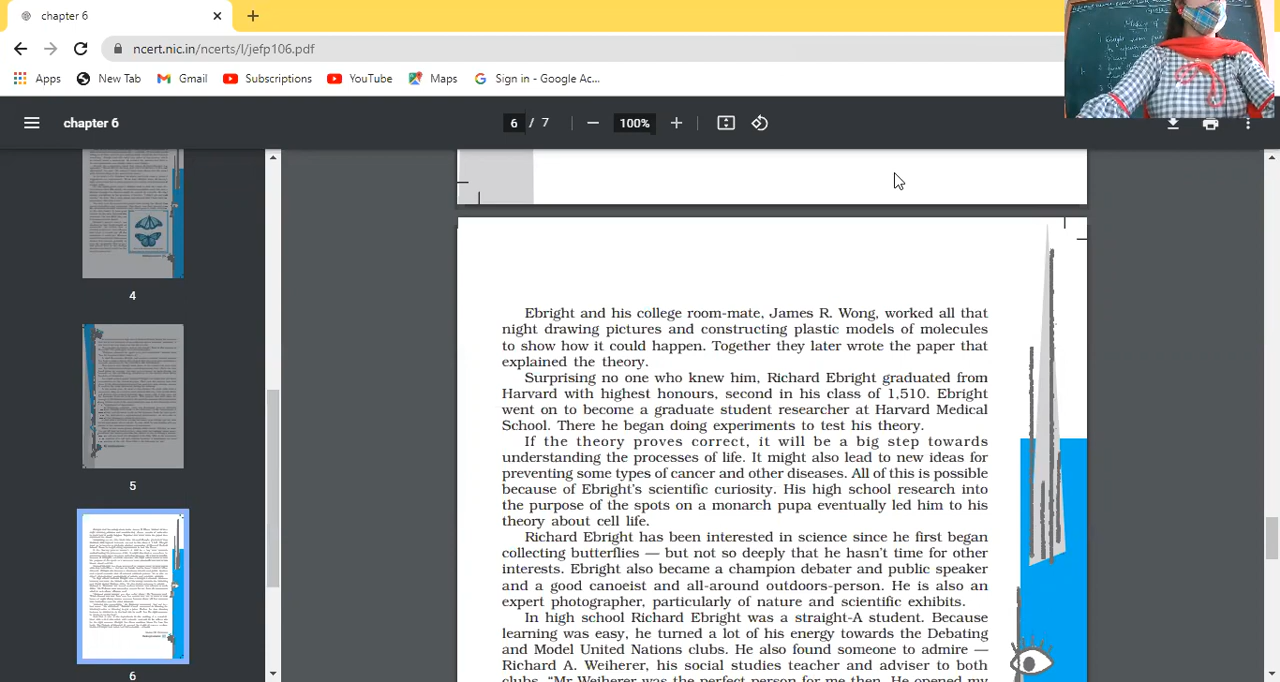 chapter 6
ncert.nic.in/ncerts/l/jefp106.pdf
Apps New Tab Gmail Subscriptions YouTube Maps Sign in - Google Ac...
chapter 6
6 / 7
100%
4
5
6
Ebright and his college room-mate, James R. Wong, worked all that
night drawing pictures and constructing plastic models of molecules
to show how it could happen. Together they later wrote the paper that
explained the theory.
Surprising no one who knew him, Richard Ebright graduated from
Harvard with highest honours, second in his class of 1,510. Ebright
went on to become a graduate student researcher at Harvard Medical
School. There he began doing experiments to test his theory.
If the theory proves correct, it will be a big step towards
understanding the processes of life. It might also lead to new ideas for
preventing some types of cancer and other diseases. All of this is possible
because of Ebright's scientific curiosity. His high school research into
the purpose of the spots on a monarch pupa eventually led him to his
theory about cell life.
Richard Ebright has been interested in science since he first began
collecting butterflies — but not so deeply that he hasn't time for other
interests. Ebright also became a champion debater and public speaker
and a good canoeist and all-around outdoors-person. He is also an
expert photographer, particularly of nature and scientific exhibits.
In high school Richard Ebright was a straight-A student. Because
learning was easy, he turned a lot of his energy towards the Debating
and Model United Nations clubs. He also found someone to admire —
Richard A. Weiherer, his social studies teacher and adviser to both
clubs. “Mr Weiherer was the perfect person for me then. He opened my